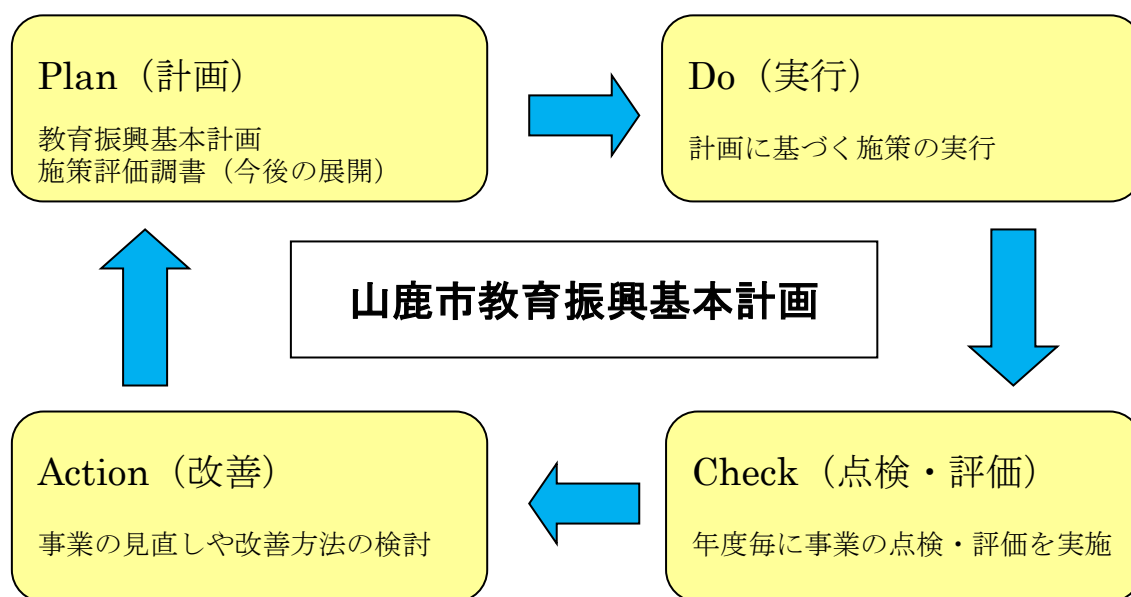 Plan（計画）
教育振興基本計画
施策評価調書（今後の展開）
Do（実行）
計画に基づく施策の実行
山鹿市教育振興基本計画
Action（改善）
事業の見直しや改善方法の検討
Check（点検・評価）
年度毎に事業の点検・評価を実施